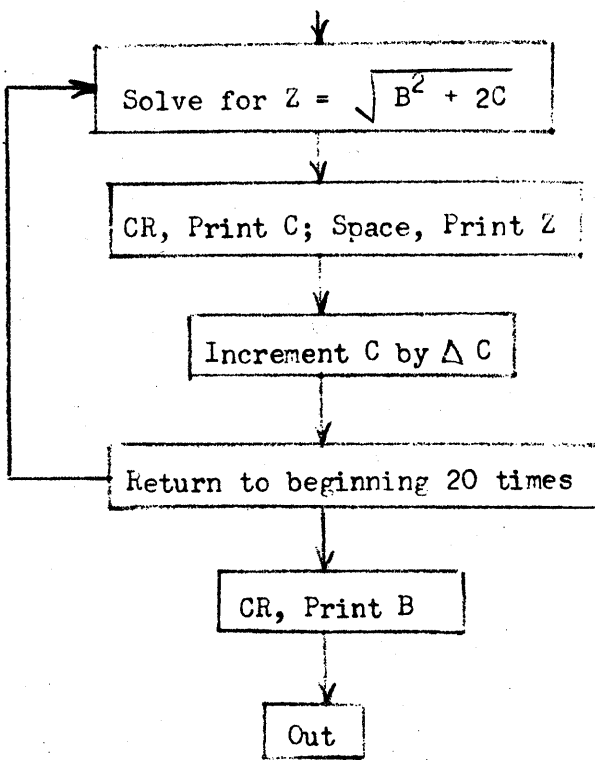 Solve for Z = √(B² + 2C)
CR, Print C; Space, Print Z
Increment C by Δ C
Return to beginning 20 times
CR, Print B
Out